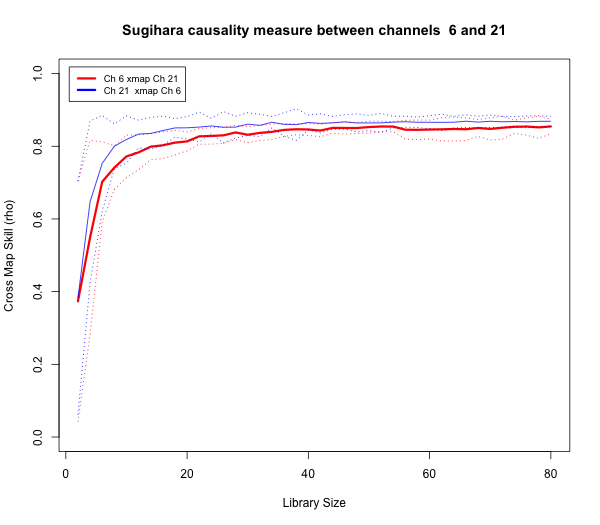 Sugihara causality measure between channels  6 and 21
Ch 6 xmap Ch 21
Ch 21  xmap Ch 6
Cross Map Skill (rho)
1.0
0.8
0.6
0.4
0.2
0.0
0 20 40 60 80
Library Size